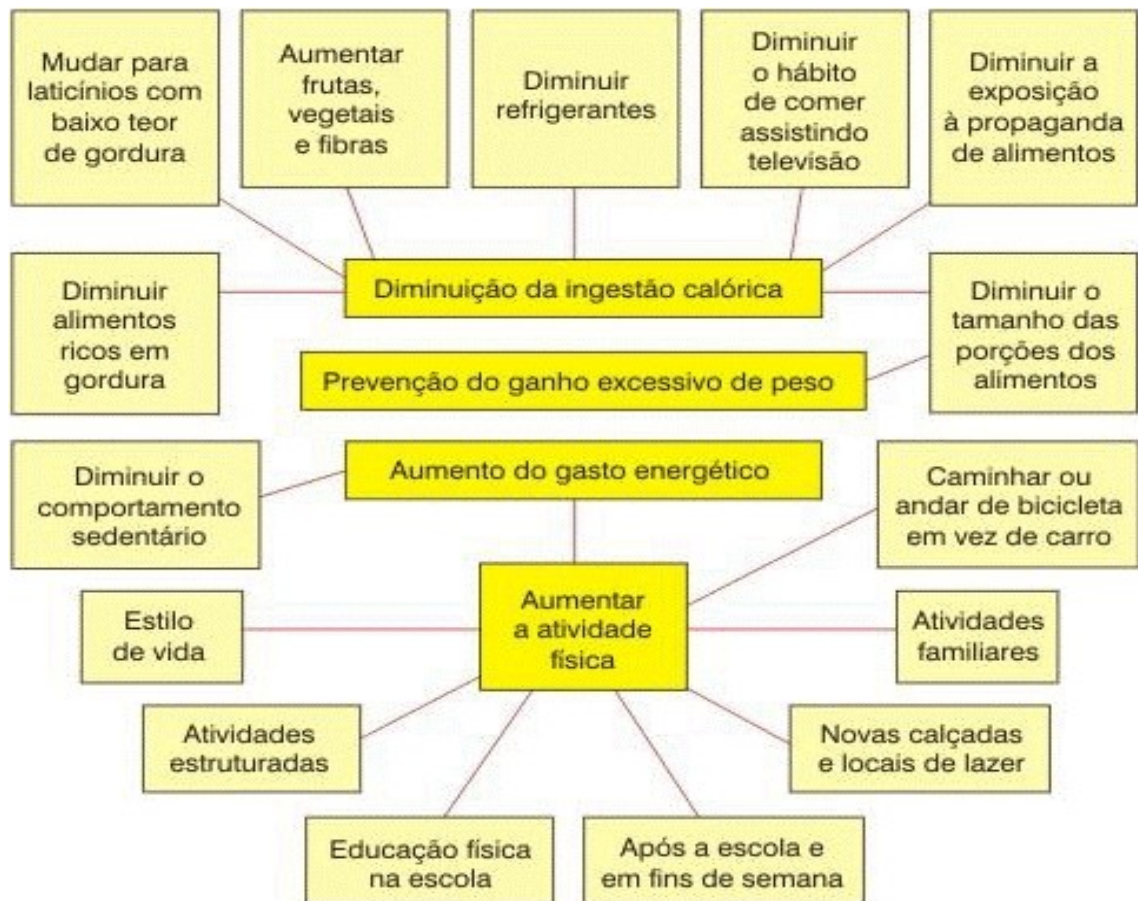 Mudar para
laticínios com
baixo teor
de gordura
Aumentar
frutas,
vegetais
e fibras
Diminuir
refrigerantes
Diminuir
o hábito
de comer
assistindo
televisão
Diminuir a
exposição
à propaganda
de alimentos
Diminuir
alimentos
ricos em
gordura
Diminuição da ingestão calórica
Diminuir o
tamanho das
porções dos
alimentos
Prevenção do ganho excessivo de peso
Diminuir o
comportamento
sedentário
Aumento do gasto energético
Caminhar ou
andar de bicicleta
em vez de carro
Estilo
de vida
Aumentar
a atividade
física
Atividades
familiares
Atividades
estruturadas
Novas calçadas
e locais de lazer
Educação física
na escola
Após a escola e
em fins de semana